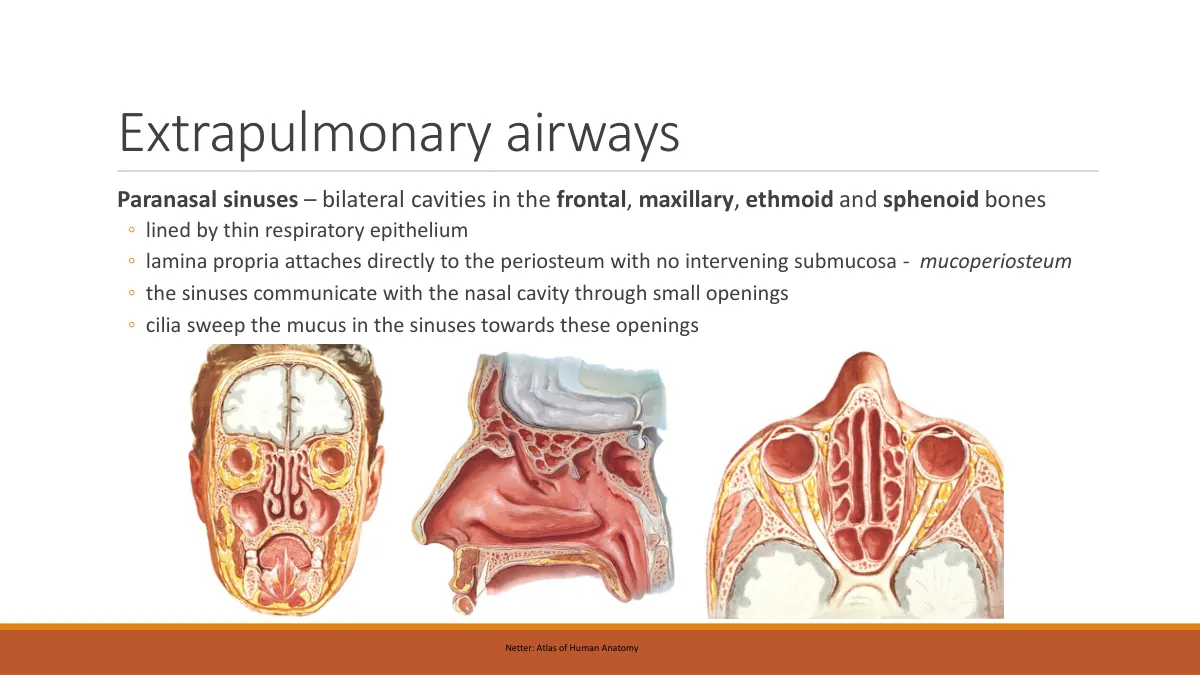 Extrapulmonary airways
Paranasal sinuses – bilateral cavities in the frontal, maxillary, ethmoid and sphenoid bones
◦ lined by thin respiratory epithelium
◦ lamina propria attaches directly to the periosteum with no intervening submucosa - mucoperiosteum
◦ the sinuses communicate with the nasal cavity through small openings
◦ cilia sweep the mucus in the sinuses towards these openings
Netter: Atlas of Human Anatomy